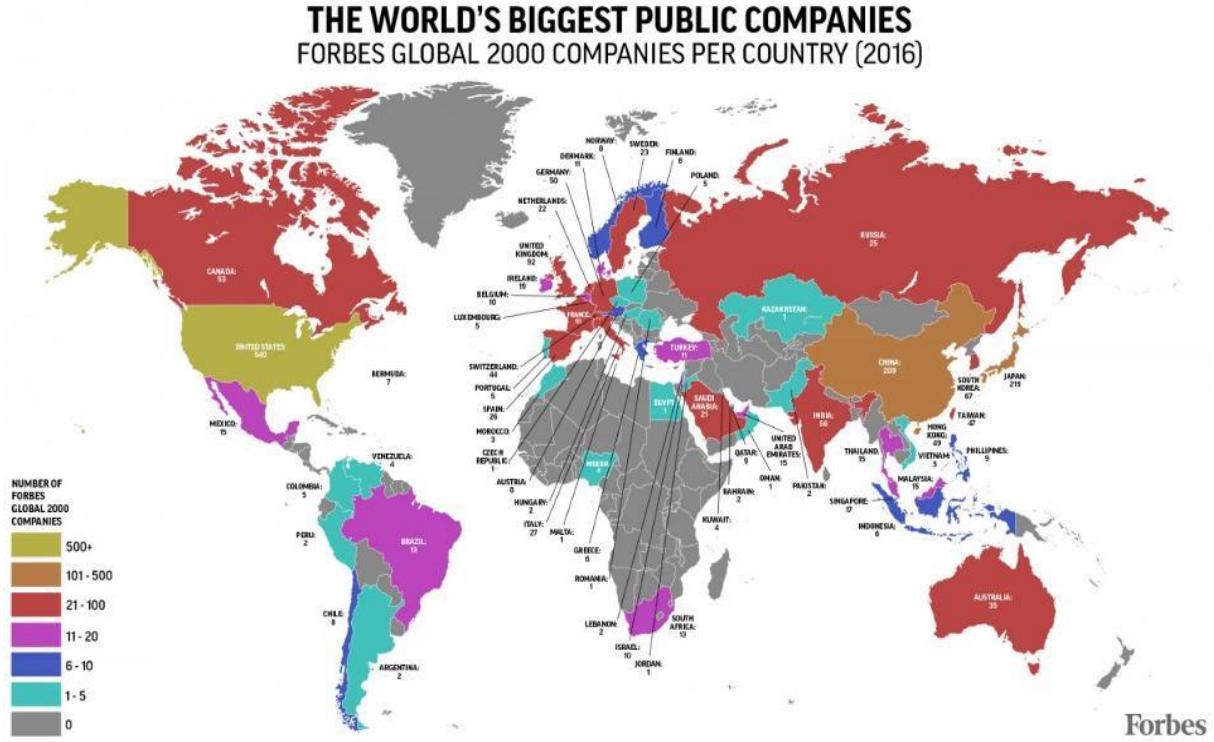 THE WORLD'S BIGGEST PUBLIC COMPANIES
FORBES GLOBAL 2000 COMPANIES PER COUNTRY (2016)
NORWAY:
8
SWEDEN:
23
DENMARK:
11
FINLAND:
6
GERMANY:
50
POLAND:
5
NETHERLANDS:
22
UNITED
KINGDOM:
92
IRELAND:
19
BELGIUM:
10
LUXEMBOURG:
5
FRANCE:
RUSSIA:
25
CANADA:
53
UNITED STATES:
540
BERMUDA:
7
MEXICO:
15
KAZAKHSTAN:
1
CHINA:
JAPAN:
219
SOUTH
KOREA:
67
TAIWAN:
47
HONG
KONG:
49
TURKEY:
11
SWITZERLAND:
44
PORTUGAL:
5
SPAIN:
26
MOROCCO:
3
CZECH
REPUBLIC:
1
AUSTRIA:
HUNGARY:
2
ITALY:
27
MALTA:
1
GREECE:
6
ROMANIA:
1
LEBANON:
2
ISRAEL:
10
JORDAN:
1
EGYPT:
1
SAUDI
ARABIA:
21
NIGERIA:
4
SOUTH
AFRICA:
13
KUWAIT:
4
BAHRAIN:
2
QATAR:
9
UNITED
ARAB
EMIRATES:
15
OMAN:
1
PAKISTAN:
2
INDIA:
56
THAILAND:
15
VIETNAM:
3
PHILLIPINES:
9
MALAYSIA:
15
SINGAPORE:
17
INDONESIA:
6
AUSTRALIA:
35
VENEZUELA:
4
COLOMBIA:
5
PERU:
2
BRAZIL:
19
CHILE:
8
ARGENTINA:
2
NUMBER OF
FORBES
GLOBAL 2000
COMPANIES
500+
101 - 500
21 - 100
11 - 20
6 - 10
1 - 5
0
Forbes